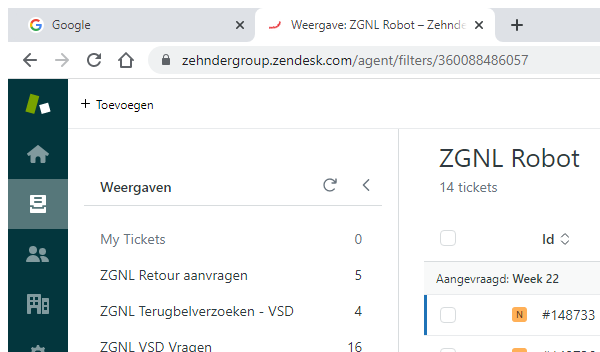 Google
Weergave: ZGNL Robot – Zehnde
zehndergroup.zendesk.com/agent/filters/360088486057
+ Toevoegen
Weergaven
My Tickets 0
ZGNL Retour aanvragen 5
ZGNL Terugbelverzoeken - VSD 4
ZGNL VSD Vragen 16
ZGNL Robot
14 tickets
Id
Aangevraagd: Week 22
N #148733